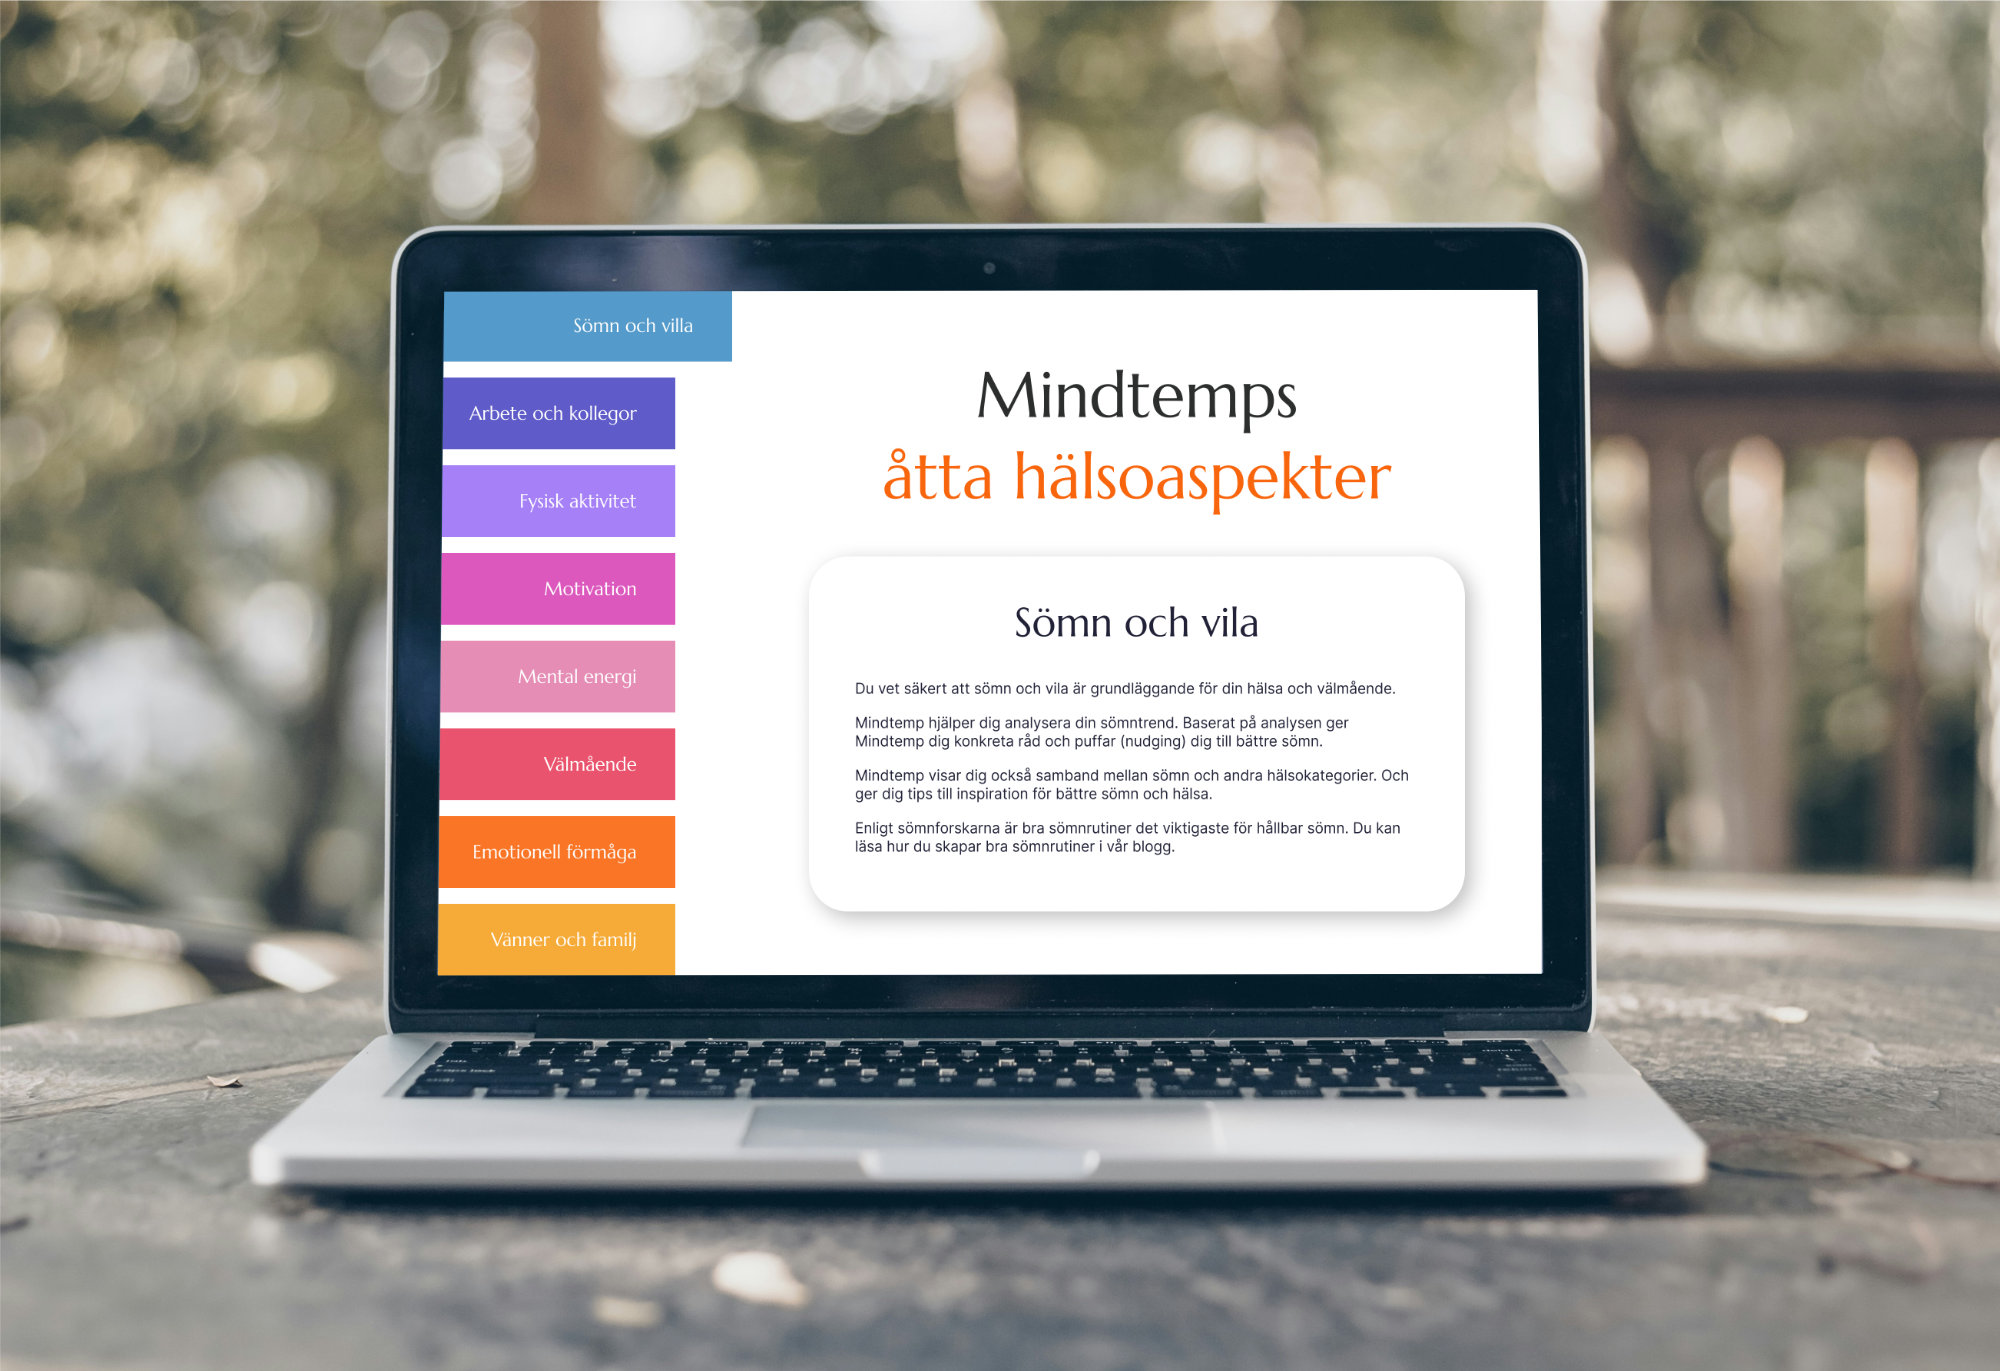 Sömn och villa
Arbete och kollegor
Fysisk aktivitet
Motivation
Mental energi
Välmående
Emotionell förmåga
Vänner och familj
Mindtemps
åtta hälsoaspekter
Sömn och vila
Du vet säkert att sömn och vila är grundläggande för din hälsa och välmående.
Mindtemp hjälper dig analysera din sömntrend. Baserat på analysen ger
Mindtemp dig konkreta råd och puffar (nudging) dig till bättre sömn.
Mindtemp visar dig också samband mellan sömn och andra hälsokategorier. Och
ger dig tips till inspiration för bättre sömn och hälsa.
Enligt sömnforskarna är bra sömnrutiner det viktigaste för hållbar sömn. Du kan
läsa hur du skapar bra sömnrutiner i vår blogg.